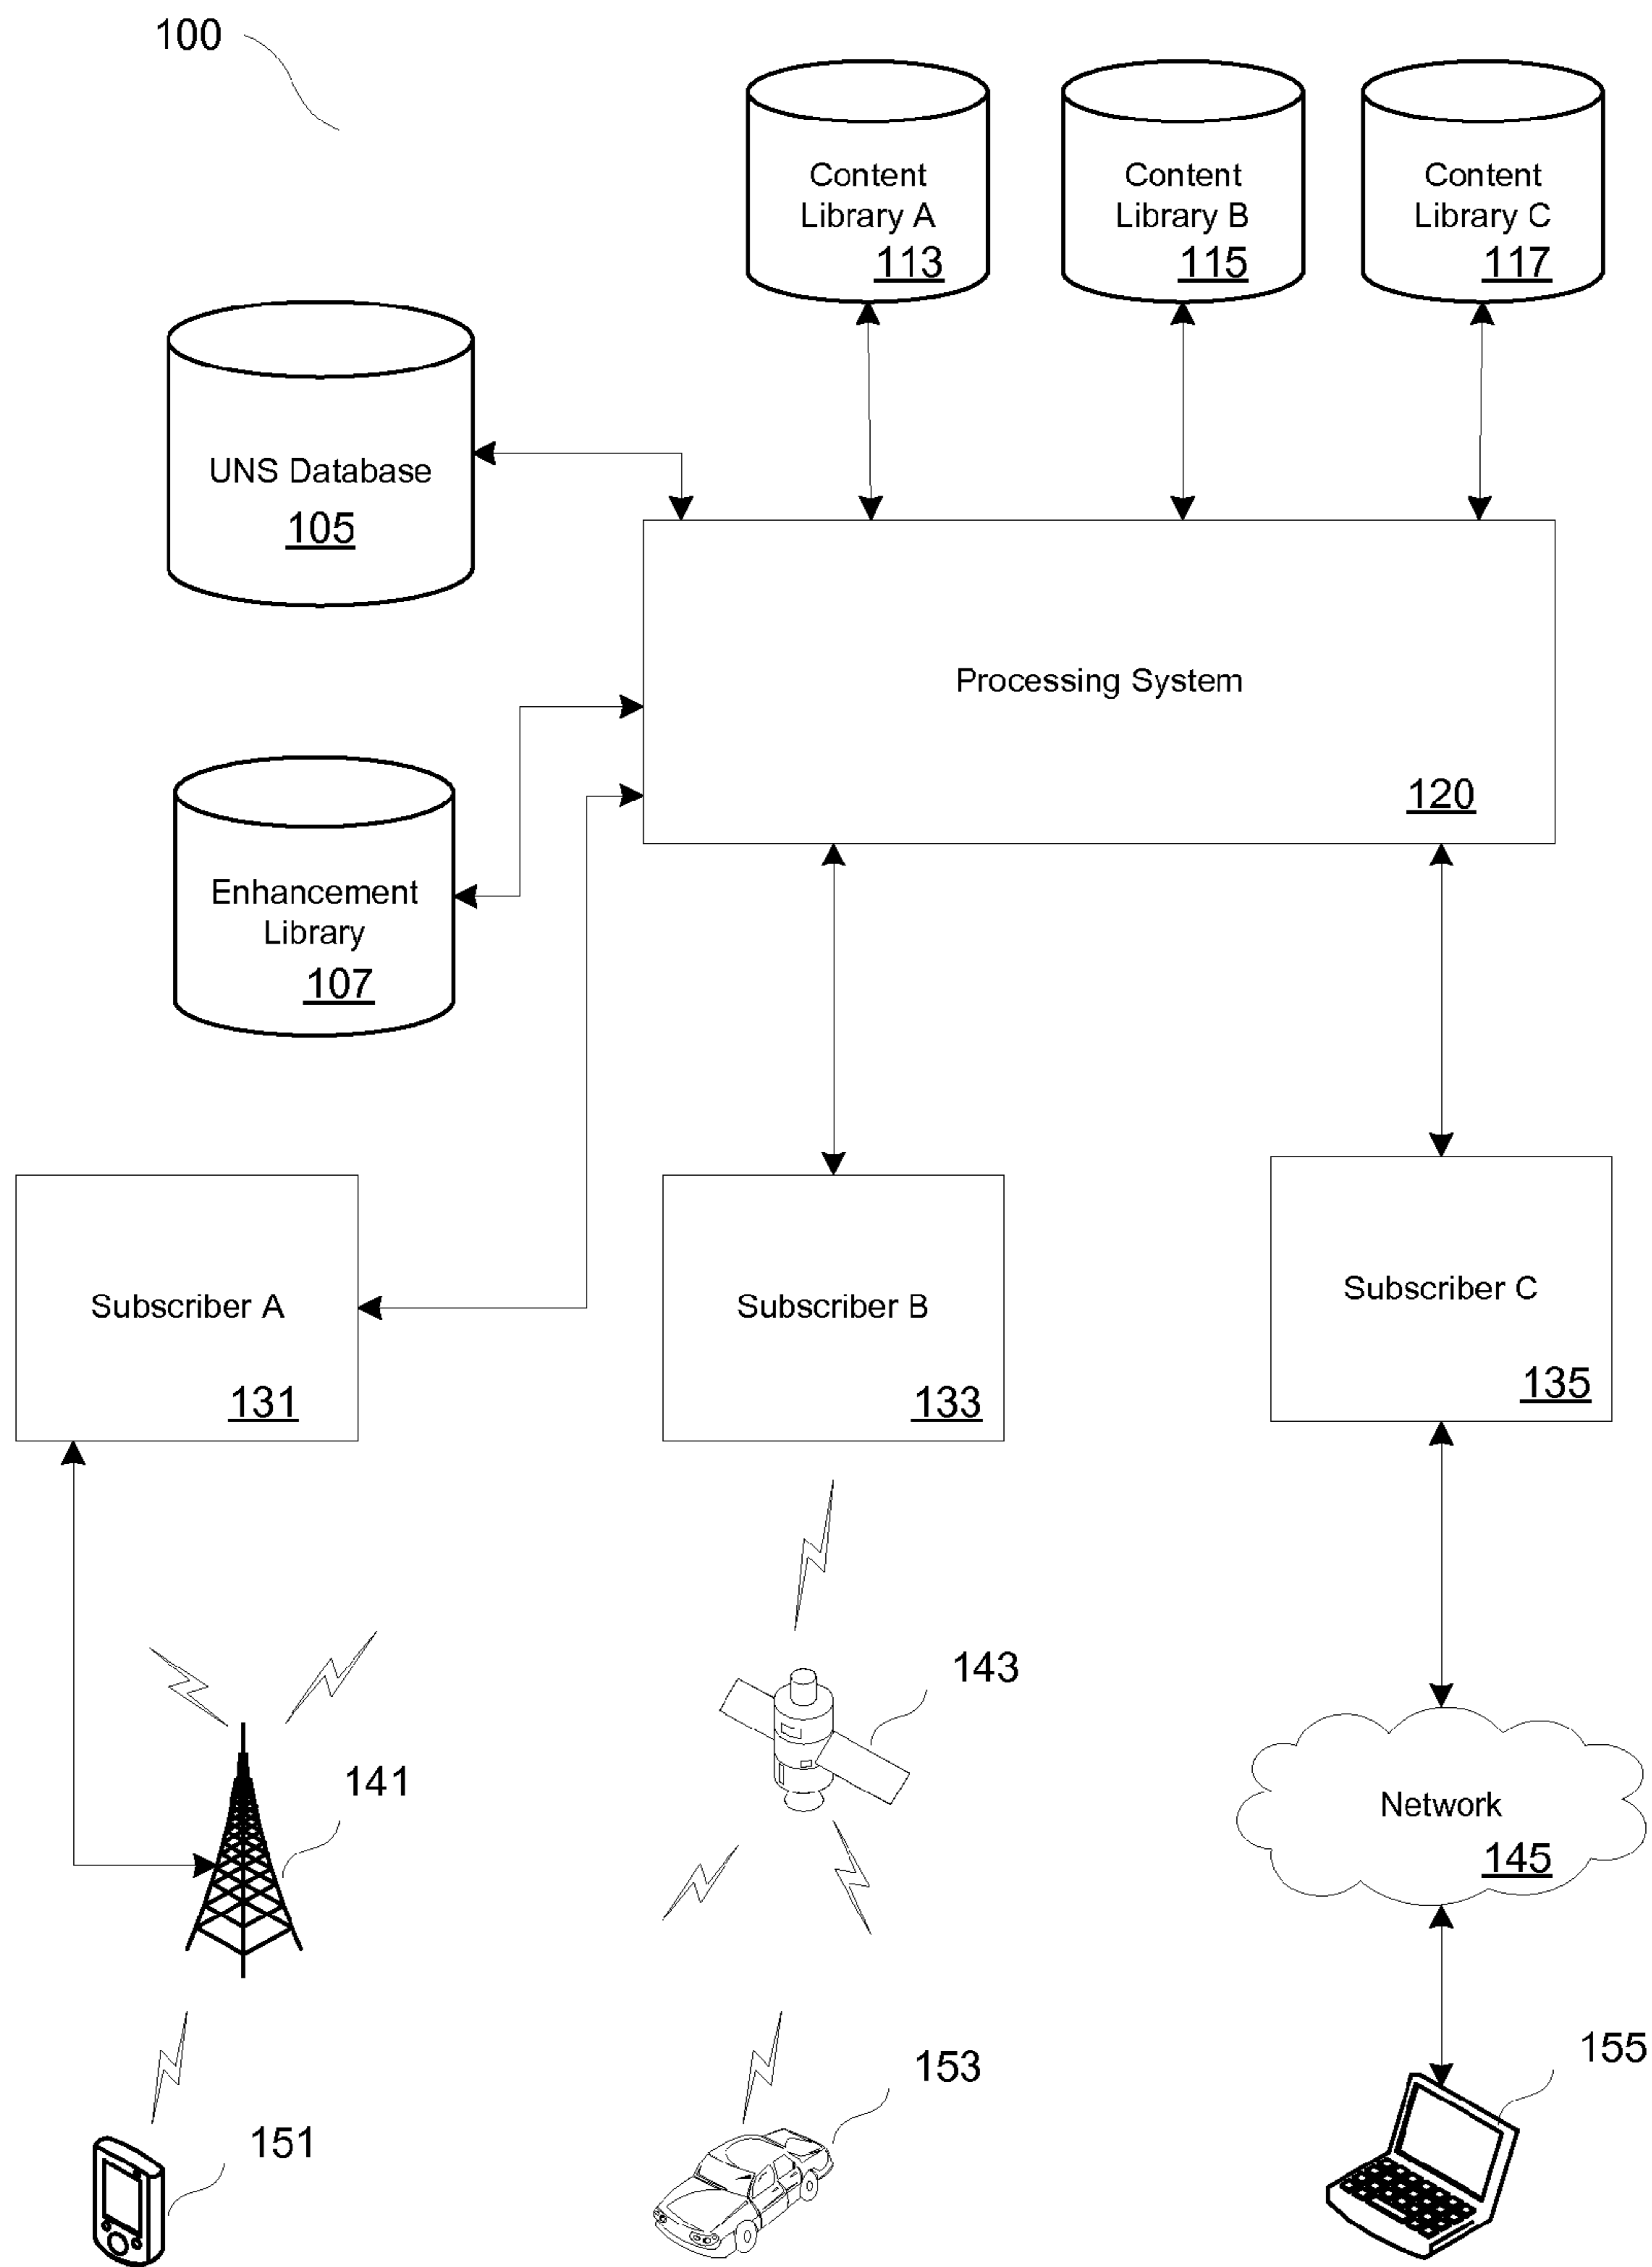 100
Content
Library A
113
Content
Library B
115
Content
Library C
117
UNS Database
105
Processing System
120
Enhancement
Library
107
Subscriber A
131
Subscriber B
133
Subscriber C
135
143
141
Network
145
155
153
151